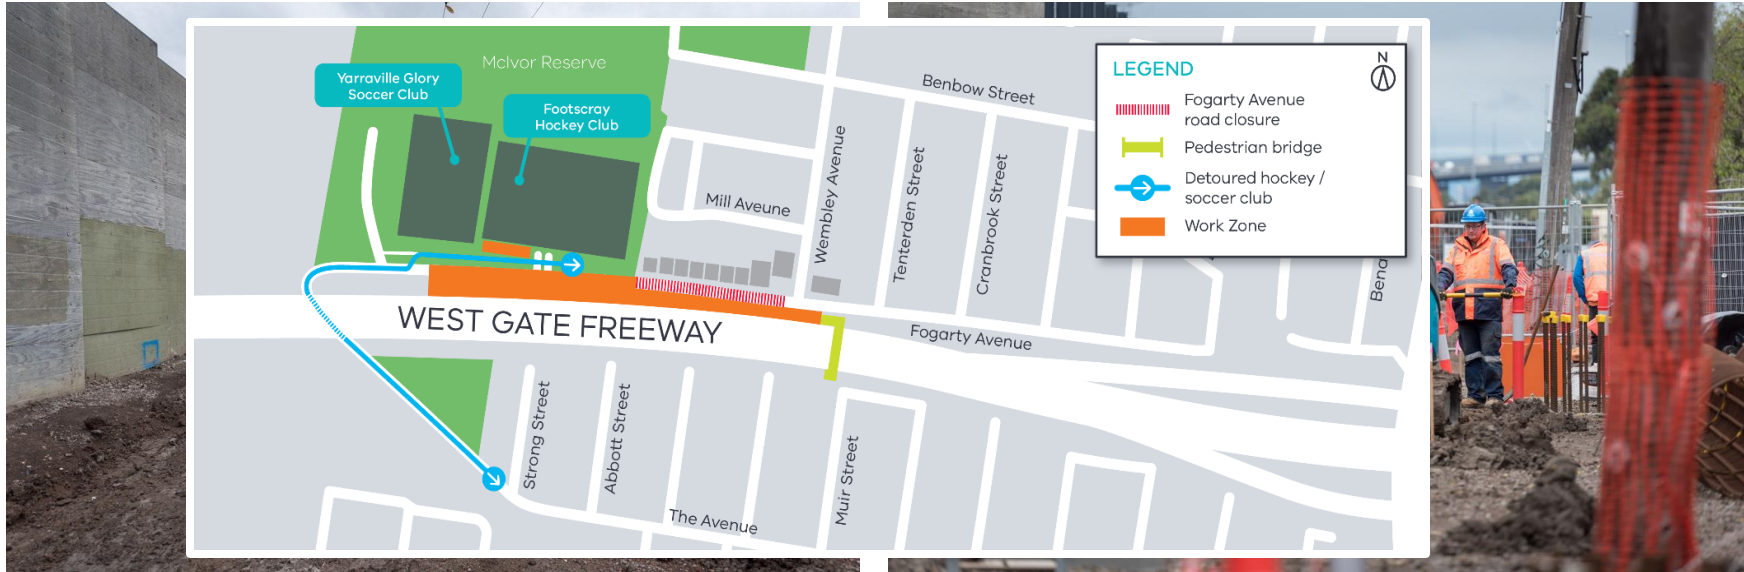 McIvor Reserve
Yarraville Glory
Soccer Club
Footscray
Hockey Club
Benbow Street
LEGEND
N
Fogarty Avenue
road closure
Pedestrian bridge
Detoured hockey /
soccer club
Work Zone
Mill Aveune
Wembley Avenue
Tenterden Street
Cranbrook Street
Bena
WEST GATE FREEWAY
Fogarty Avenue
Strong Street
Abbott Street
Muir Street
The Avenue